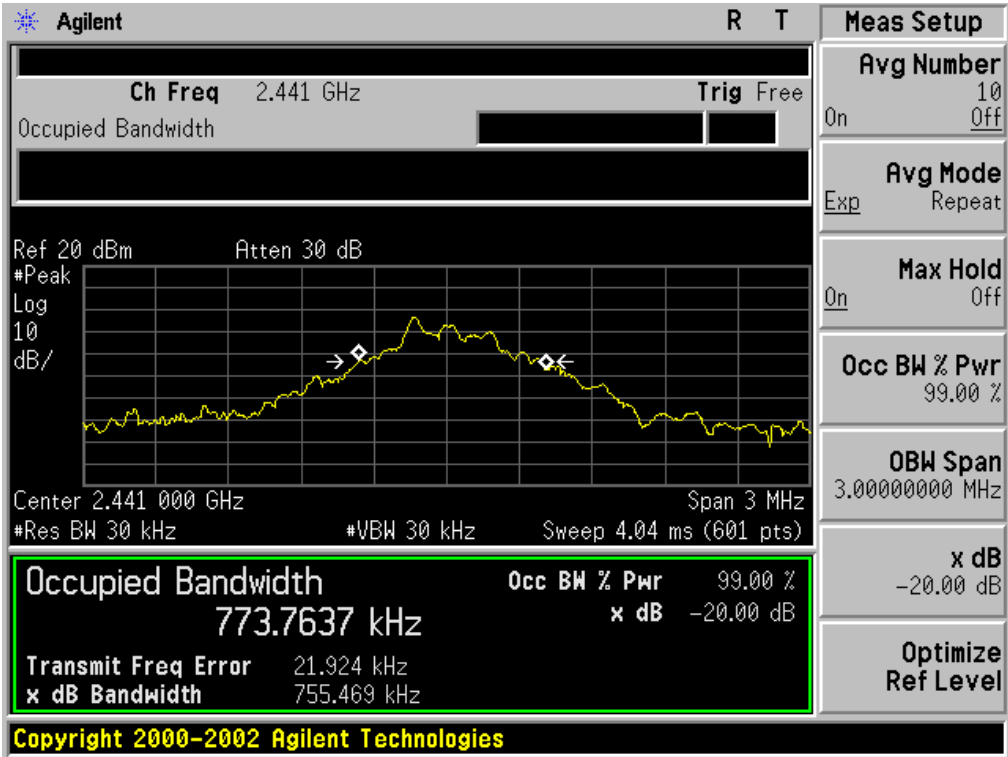 Agilent R T
Ch Freq 2.441 GHz Trig Free
Occupied Bandwidth
Ref 20 dBm Atten 30 dB
#Peak
Log
10
dB/
Center 2.441 000 GHz Span 3 MHz
#Res BW 30 kHz #VBW 30 kHz Sweep 4.04 ms (601 pts)
Occupied Bandwidth Occ BW % Pwr 99.00 %
773.7637 kHz x dB -20.00 dB
Transmit Freq Error 21.924 kHz
x dB Bandwidth 755.469 kHz
Copyright 2000-2002 Agilent Technologies
Meas Setup
Avg Number
10
On Off
Avg Mode
Exp Repeat
Max Hold
On Off
Occ BW % Pwr
99.00 %
OBW Span
3.00000000 MHz
x dB
-20.00 dB
Optimize
Ref Level